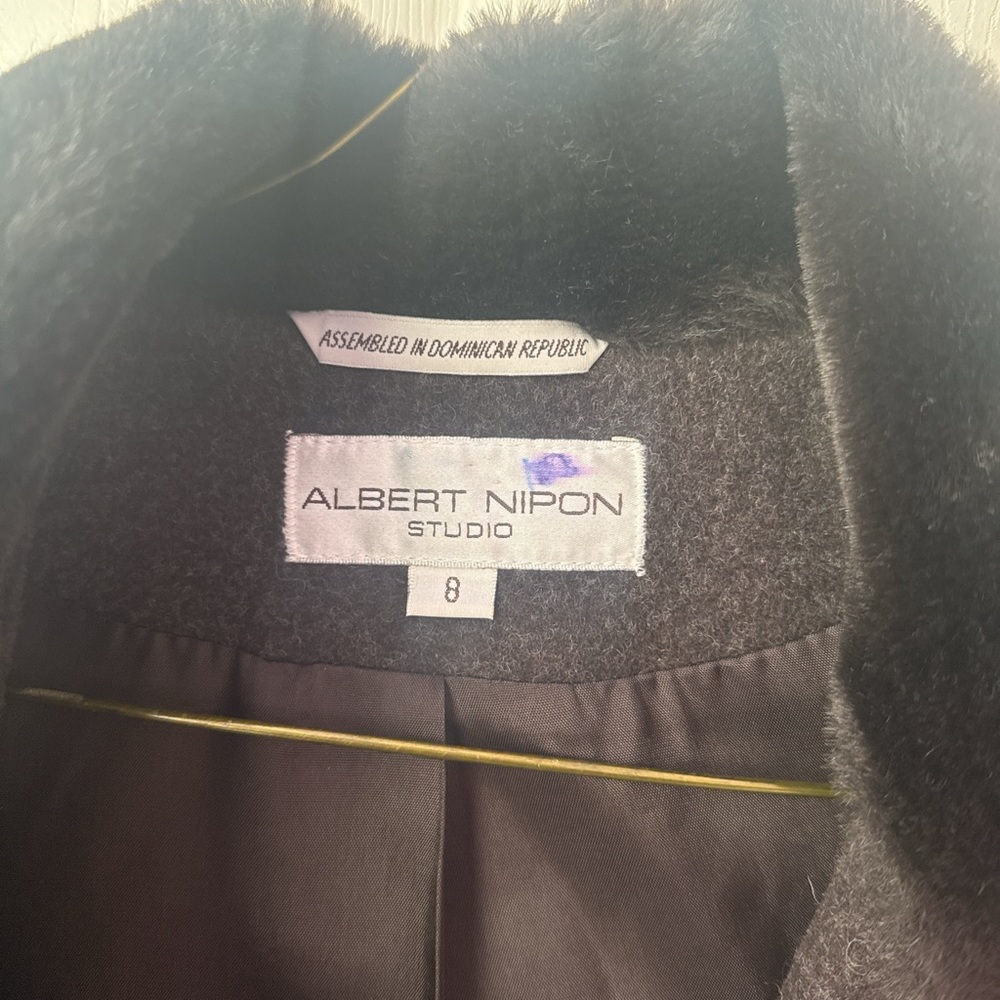 ASSEMBLED IN DOMINICAN REPUBLIC
ALBERT NIPON
STUDIO
8